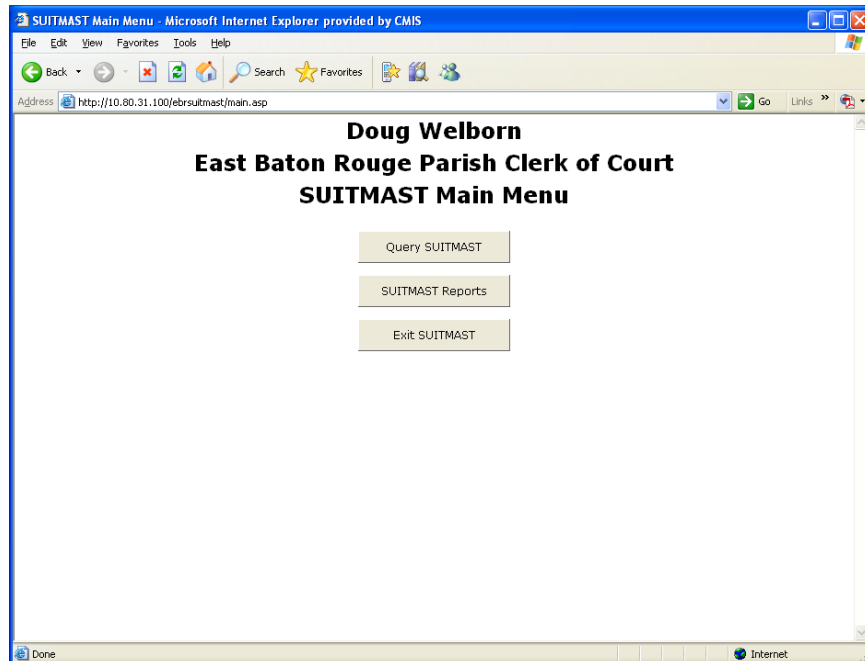 SUITMAST Main Menu - Microsoft Internet Explorer provided by CMIS
File Edit View Favorites Tools Help
Back Search Favorites
Address http://10.80.31.100/ebrsuitmast/main.asp Go Links »
Doug Welborn
East Baton Rouge Parish Clerk of Court
SUITMAST Main Menu
Query SUITMAST
SUITMAST Reports
Exit SUITMAST
Done Internet